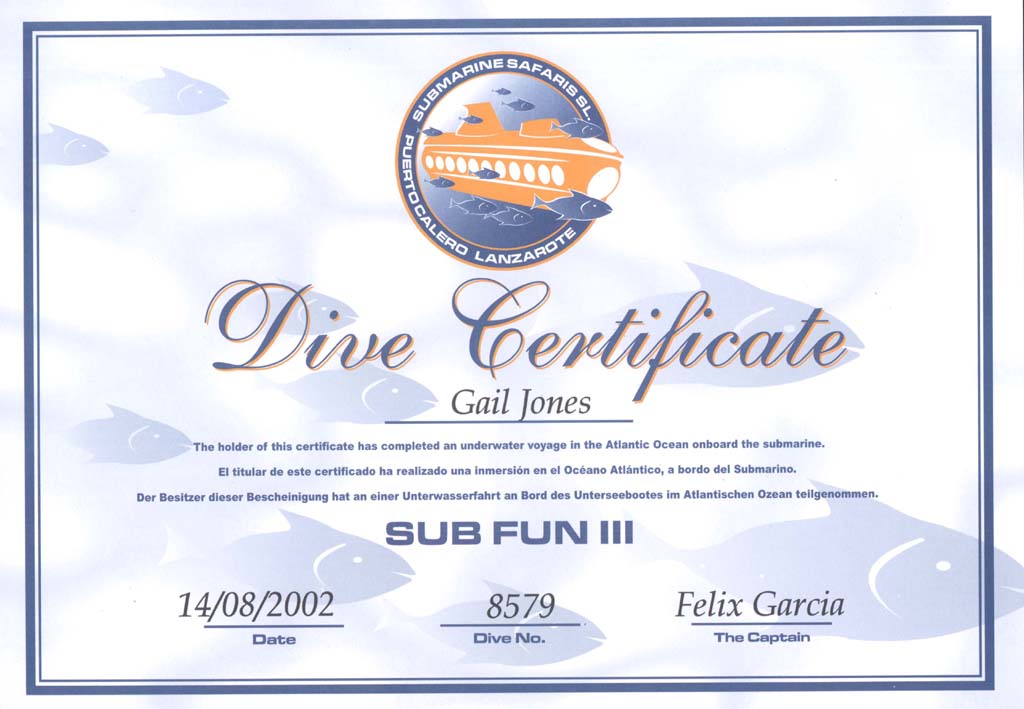 SUBMARINE SAFARIS SL.
PUERTO CALERO LANZAROTE
Dive Certificate
Gail Jones
The holder of this certificate has completed an underwater voyage in the Atlantic Ocean onboard the submarine.
El titular de este certificado ha realizado una inmersión en el Océano Atlántico, a bordo del Submarino.
Der Besitzer dieser Bescheinigung hat an einer Unterwasserfahrt an Bord des Unterseebootes im Atlantischen Ozean teilgenommen.
SUB FUN III
14/08/2002 8579 Felix Garcia
Date Dive No. The Captain